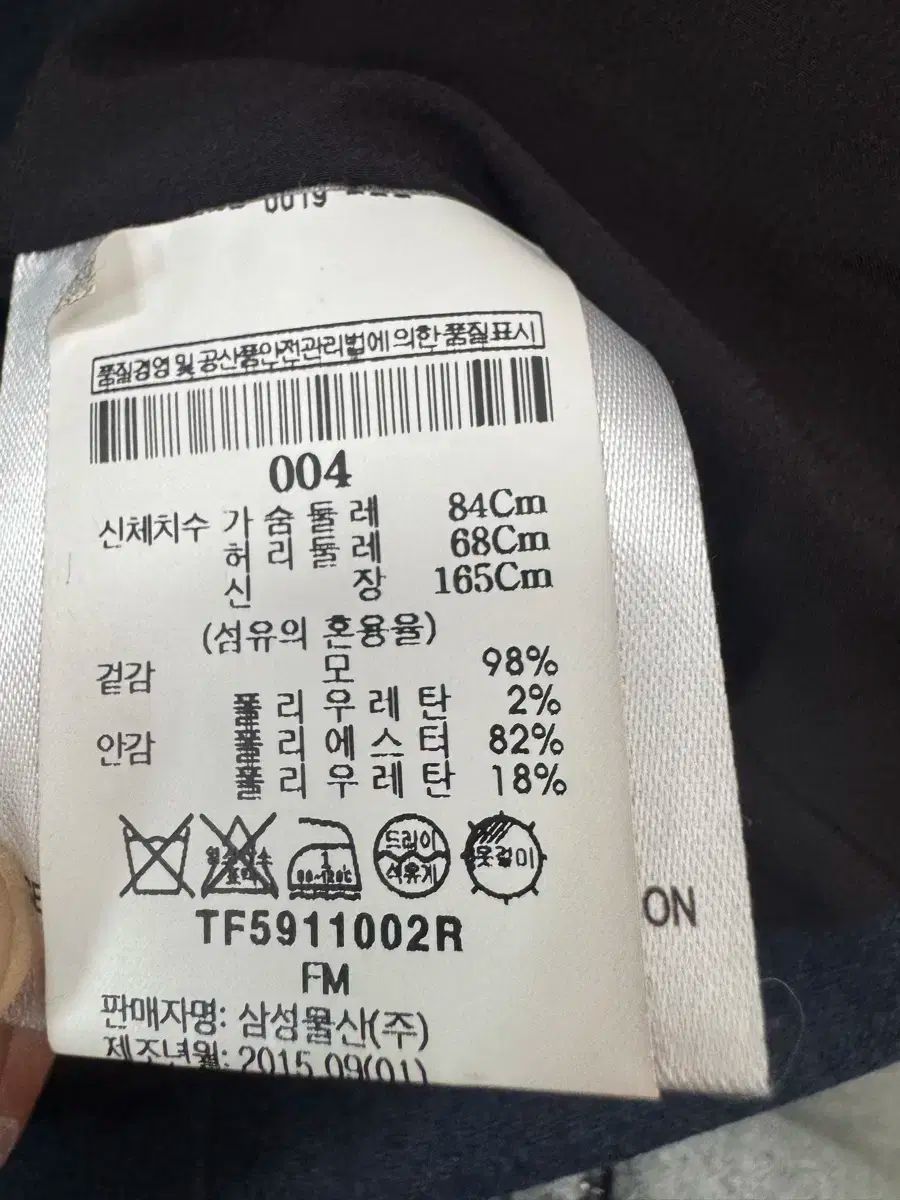 0019
품질경영 및 공산품안전관리법에 의한 품질표시
004
신체치수 가슴둘레 84Cm
허리둘레 68Cm
신장 165Cm
(섬유의 혼용율)
겉감 모 98%
폴리우레탄 2%
안감 폴리에스터 82%
폴리우레탄 18%
드라이
석유계
옷걸이
TF5911002R
FM
ON
판매자명: 삼성물산(주)
제조년월: 2015.09(01)